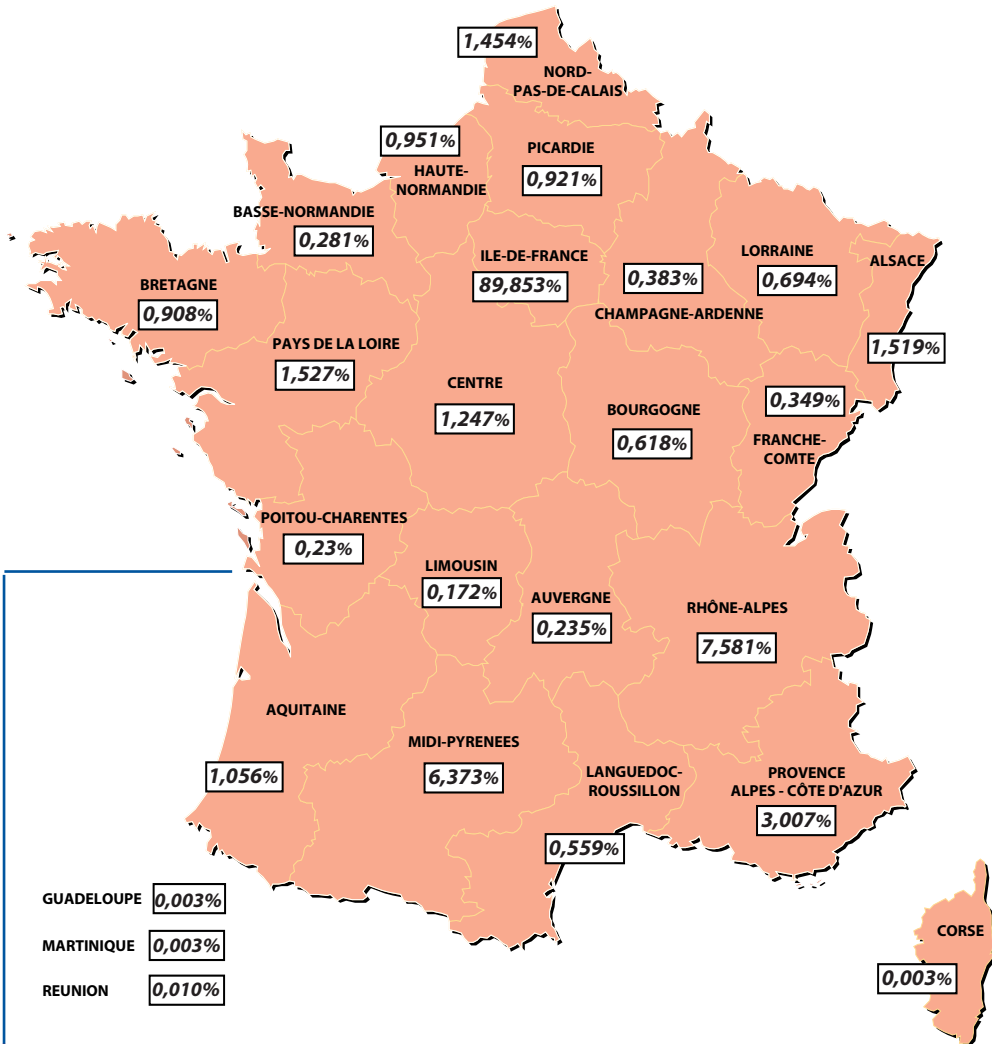 1,454%
NORD-
PAS-DE-CALAIS
0,951%
HAUTE-
NORMANDIE
PICARDIE
0,921%
BASSE-NORMANDIE
0,281%
ILE-DE-FRANCE
89,853%
0,383%
CHAMPAGNE-ARDENNE
LORRAINE
0,694%
ALSACE
1,519%
BRETAGNE
0,908%
PAYS DE LA LOIRE
1,527%
CENTRE
1,247%
BOURGOGNE
0,618%
0,349%
FRANCHE-
COMTE
POITOU-CHARENTES
0,23%
LIMOUSIN
0,172%
AUVERGNE
0,235%
RHÔNE-ALPES
7,581%
AQUITAINE
1,056%
MIDI-PYRENEES
6,373%
LANGUEDOC-
ROUSSILLON
0,559%
PROVENCE
ALPES - CÔTE D'AZUR
3,007%
GUADELOUPE 0,003%
MARTINIQUE 0,003%
REUNION 0,010%
CORSE
0,003%